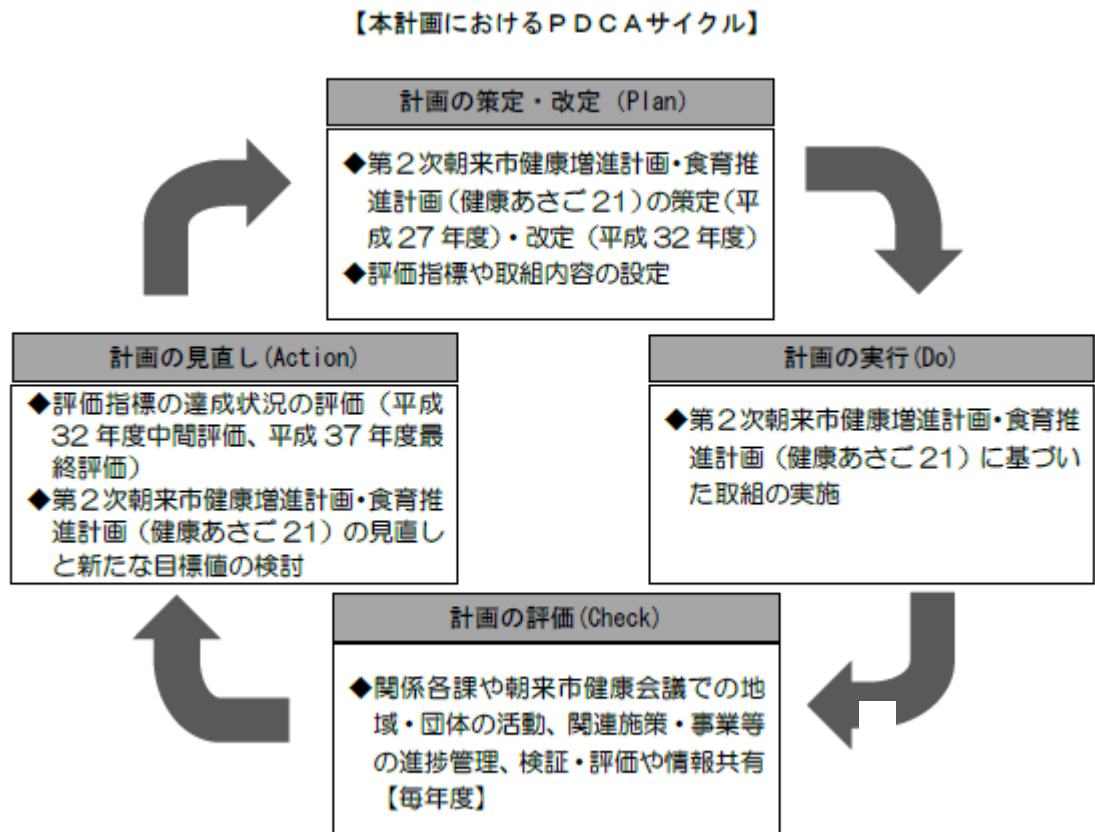 【本計画におけるPDCAサイクル】
計画の策定・改定 (Plan)
◆第2次朝来市健康増進計画・食育推
進計画(健康あさご21)の策定(平
成27年度)・改定(平成32年度)
◆評価指標や取組内容の設定
計画の実行(Do)
◆第2次朝来市健康増進計画・食育推
進計画(健康あさご21)に基づい
た取組の実施
計画の評価(Check)
◆関係各課や朝来市健康会議での地
域・団体の活動、関連施策・事業等
の進捗管理、検証・評価や情報共有
【毎年度】
計画の見直し(Action)
◆評価指標の達成状況の評価(平成
32年度中間評価、平成37年度最
終評価)
◆第2次朝来市健康増進計画・食育推
進計画(健康あさご21)の見直し
と新たな目標値の検討